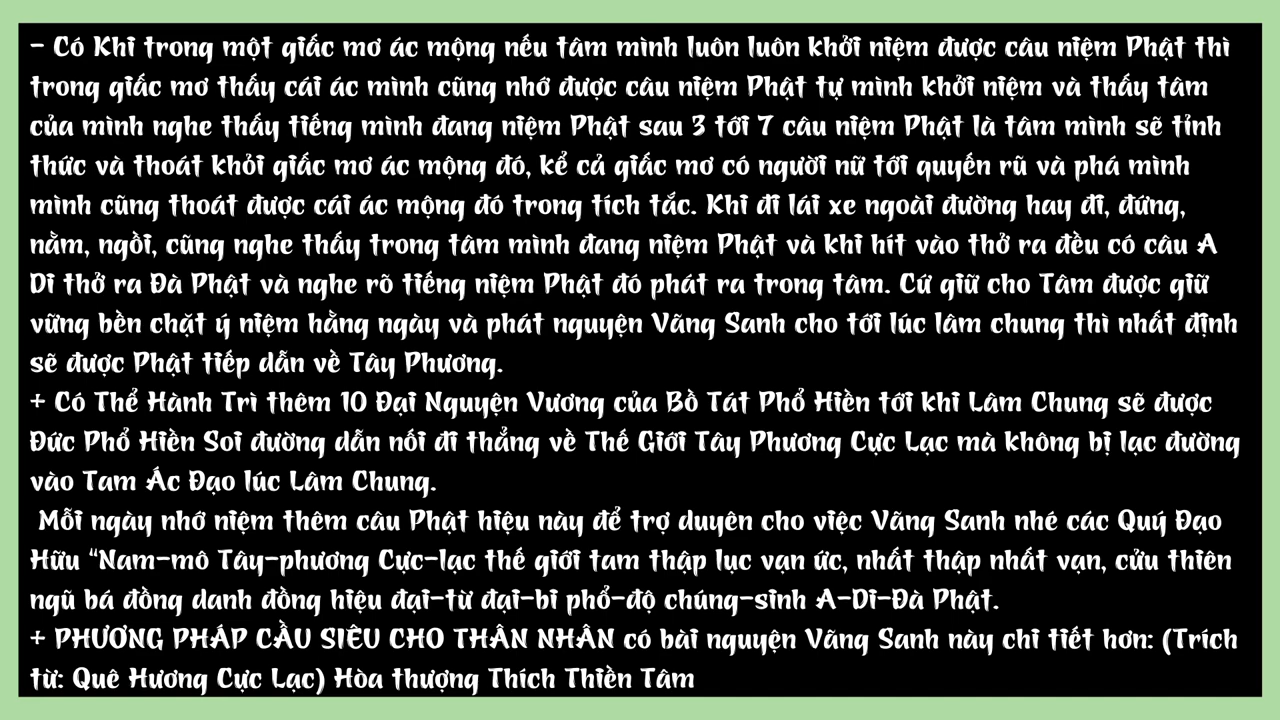 - Có Khi trong một giấc mơ ác mộng nếu tâm mình luôn luôn khởi niệm được câu niệm Phật thì
trong giấc mơ thấy cái ác mình cũng nhớ được câu niệm Phật tự mình khởi niệm và thấy tâm
của mình nghe thấy tiếng mình đang niệm Phật sau 3 tới 7 câu niệm Phật là tâm mình sẽ tỉnh
thức và thoát khỏi giấc mơ ác mộng đó, kể cả giấc mơ có người nữ tới quyến rũ và phá mình
mình cũng thoát được cái ác mộng đó trong tích tắc. Khi đi lái xe ngoài đường hay đi, đứng,
nằm, ngồi, cũng nghe thấy trong tâm mình đang niệm Phật và khi hít vào thở ra đều có câu A
Di thở ra Đà Phật và nghe rõ tiếng niệm Phật đó phát ra trong tâm. Cứ giữ cho Tâm được giữ
vững bền chặt ý niệm hằng ngày và phát nguyện Vãng Sanh cho tới lúc lâm chung thì nhất định
sẽ được Phật tiếp dẫn về Tây Phương.
+ Có Thể Hành Trì thêm 10 Đại Nguyện Vương của Bồ Tát Phổ Hiền tới khi Lâm Chung sẽ được
Đức Phổ Hiền Soi đường dẫn nối đi thẳng về Thế Giới Tây Phương Cực Lạc mà không bị lạc đường
vào Tam Ác Đạo lúc Lâm Chung.
Mỗi ngày nhớ niệm thêm câu Phật hiệu này để trợ duyên cho việc Vãng Sanh nhé các Quý Đạo
Hữu “Nam-mô Tây-phương Cực-lạc thế giới tam thập lục vạn ức, nhất thập nhất vạn, cửu thiên
ngũ bá đồng danh đồng hiệu đại-từ đại-bi phổ-độ chúng-sinh A-Di-Đà Phật.
+ PHƯƠNG PHÁP CẦU SIÊU CHO THÂN NHÂN có bài nguyện Vãng Sanh này chi tiết hơn: (Trích
từ: Quê Hương Cực Lạc) Hòa thượng Thích Thiền Tâm